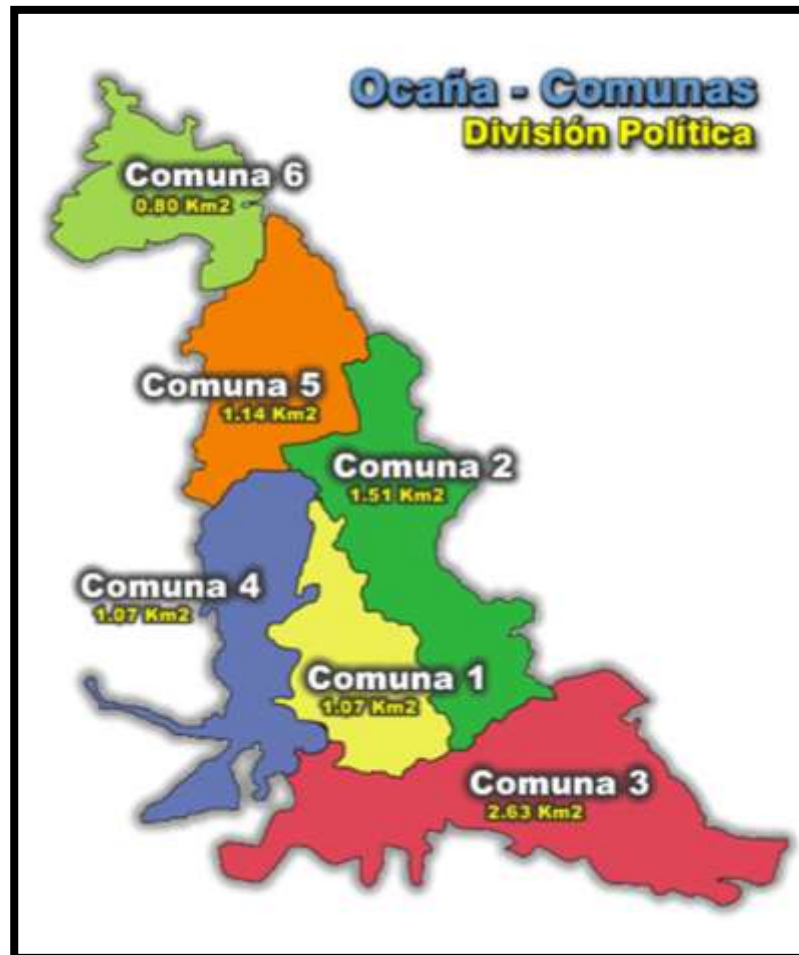 Ocaña - Comunas
División Política
Comuna 6
0.80 Km2
Comuna 5
1.14 Km2
Comuna 2
1.51 Km2
Comuna 4
1.07 Km2
Comuna 1
1.07 Km2
Comuna 3
2.63 Km2